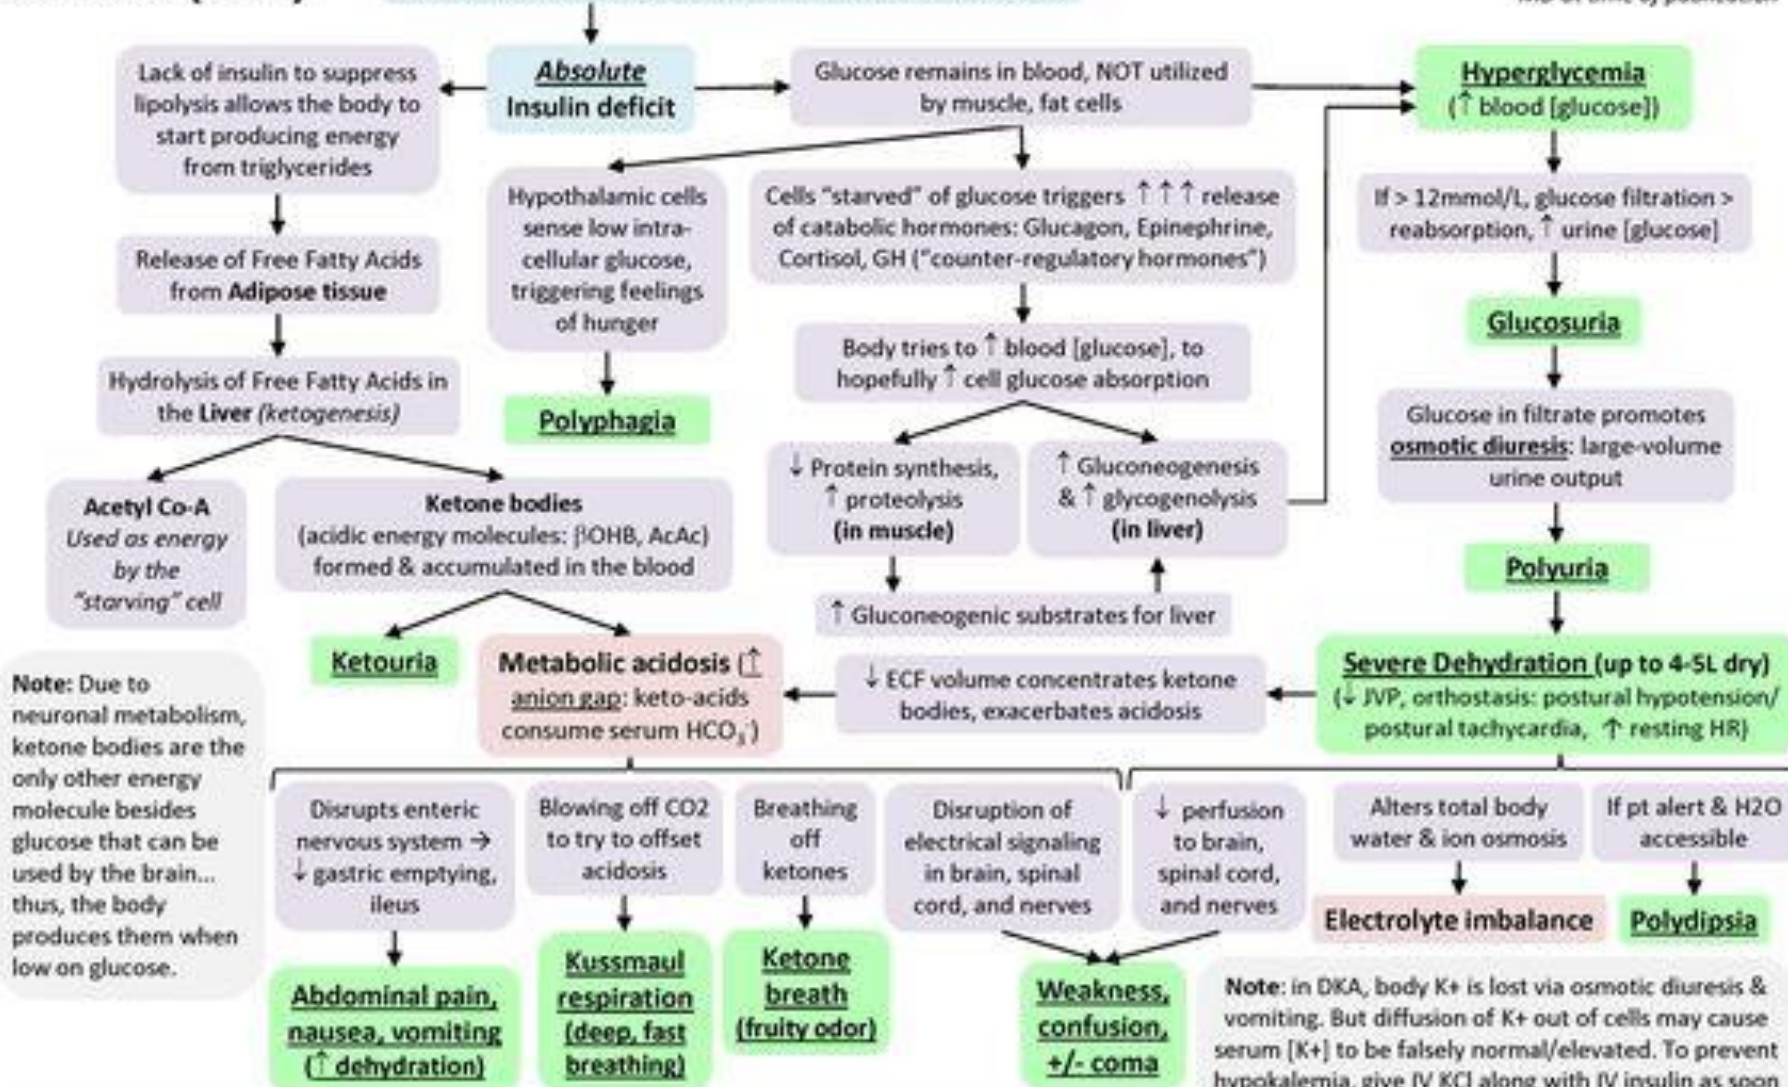 Absolute
Insulin deficit
Lack of insulin to suppress
lipolysis allows the body to
start producing energy
from triglycerides
Glucose remains in blood, NOT utilized
by muscle, fat cells
Hyperglycemia
(↑ blood [glucose])
Hypothalamic cells
sense low intra-
cellular glucose,
triggering feelings
of hunger
Cells “starved” of glucose triggers ↑ ↑ ↑ release
of catabolic hormones: Glucagon, Epinephrine,
Cortisol, GH (“counter-regulatory hormones”)
If > 12mmol/L, glucose filtration >
reabsorption, ↑ urine [glucose]
Release of Free Fatty Acids
from Adipose tissue
Glucosuria
Body tries to ↑ blood [glucose], to
hopefully ↑ cell glucose absorption
Hydrolysis of Free Fatty Acids in
the Liver (ketogenesis)
Polyphagia
Glucose in filtrate promotes
osmotic diuresis: large-volume
urine output
↓ Protein synthesis,
↑ proteolysis
(in muscle)
↑ Gluconeogenesis
& ↑ glycogenolysis
(in liver)
Acetyl Co-A
Used as energy
by the
“starving” cell
Ketone bodies
(acidic energy molecules: βOHB, AcAc)
formed & accumulated in the blood
Polyuria
↑ Gluconeogenic substrates for liver
Ketouria
Metabolic acidosis (↑
anion gap: keto-acids
consume serum HCO3-)
↓ ECF volume concentrates ketone
bodies, exacerbates acidosis
Severe Dehydration (up to 4-5L dry)
(↓ JVP, orthostasis: postural hypotension/
postural tachycardia, ↑ resting HR)
Note: Due to
neuronal metabolism,
ketone bodies are the
only other energy
molecule besides
glucose that can be
used by the brain...
thus, the body
produces them when
low on glucose.
Disrupts enteric
nervous system →
↓ gastric emptying,
ileus
Blowing off CO2
to try to offset
acidosis
Breathing
off
ketones
Disruption of
electrical signaling
in brain, spinal
cord, and nerves
↓ perfusion
to brain,
spinal cord,
and nerves
Alters total body
water & ion osmosis
If pt alert & H2O
accessible
Electrolyte imbalance
Polydipsia
Abdominal pain,
nausea, vomiting
(↑ dehydration)
Kussmaul
respiration
(deep, fast
breathing)
Ketone
breath
(fruity odor)
Weakness,
confusion,
+/- coma
Note: in DKA, body K+ is lost via osmotic diuresis &
vomiting. But diffusion of K+ out of cells may cause
serum [K+] to be falsely normal/elevated. To prevent
hypokalemia, give IV KCl along with IV insulin as soon